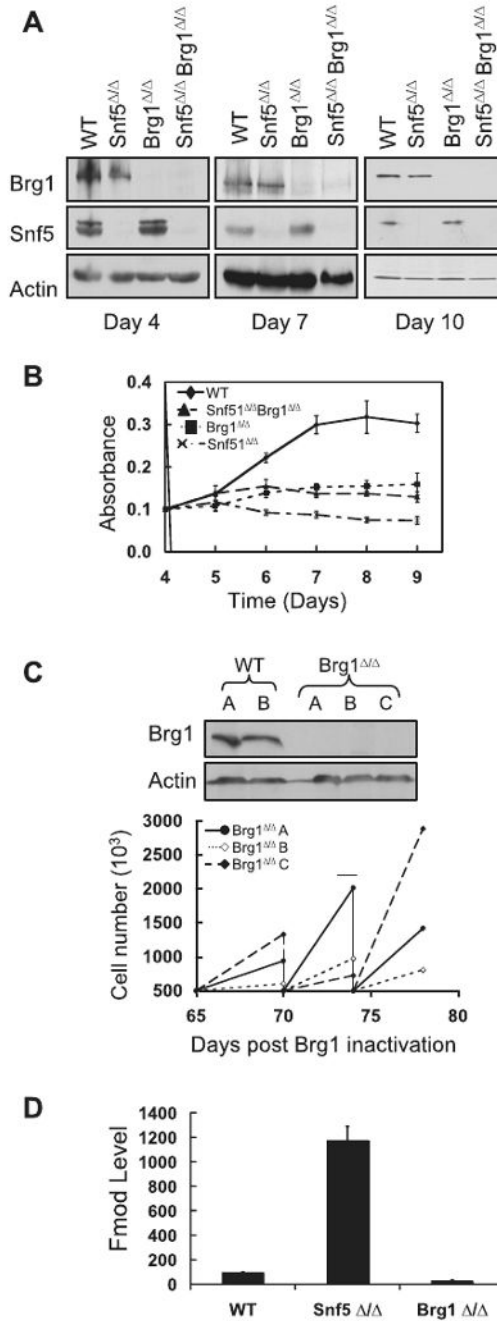 A
WT
Snf5Δ/Δ
Brg1Δ/Δ
Snf5Δ/Δ Brg1Δ/Δ
WT
Snf5Δ/Δ
Brg1Δ/Δ
Snf5Δ/Δ Brg1Δ/Δ
WT
Snf5Δ/Δ
Brg1Δ/Δ
Snf5Δ/Δ Brg1Δ/Δ
Brg1
Snf5
Actin
Day 4 Day 7 Day 10
B
WT
Snf51Δ/ΔBrg1Δ/Δ
Brg1Δ/Δ
Snf51Δ/Δ
Absorbance
0.4
0.3
0.2
0.1
0.0
4 5 6 7 8 9
Time (Days)
C
WT Brg1Δ/Δ
A B A B C
Brg1
Actin
Cell number (10³)
3000
2500
2000
1500
1000
500
Brg1Δ/Δ A
Brg1Δ/Δ B
Brg1Δ/Δ C
65 70 75 80
Days post Brg1 inactivation
D
Fmod Level
1400
1200
1000
800
600
400
200
0
WT Snf5 Δ/Δ Brg1 Δ/Δ